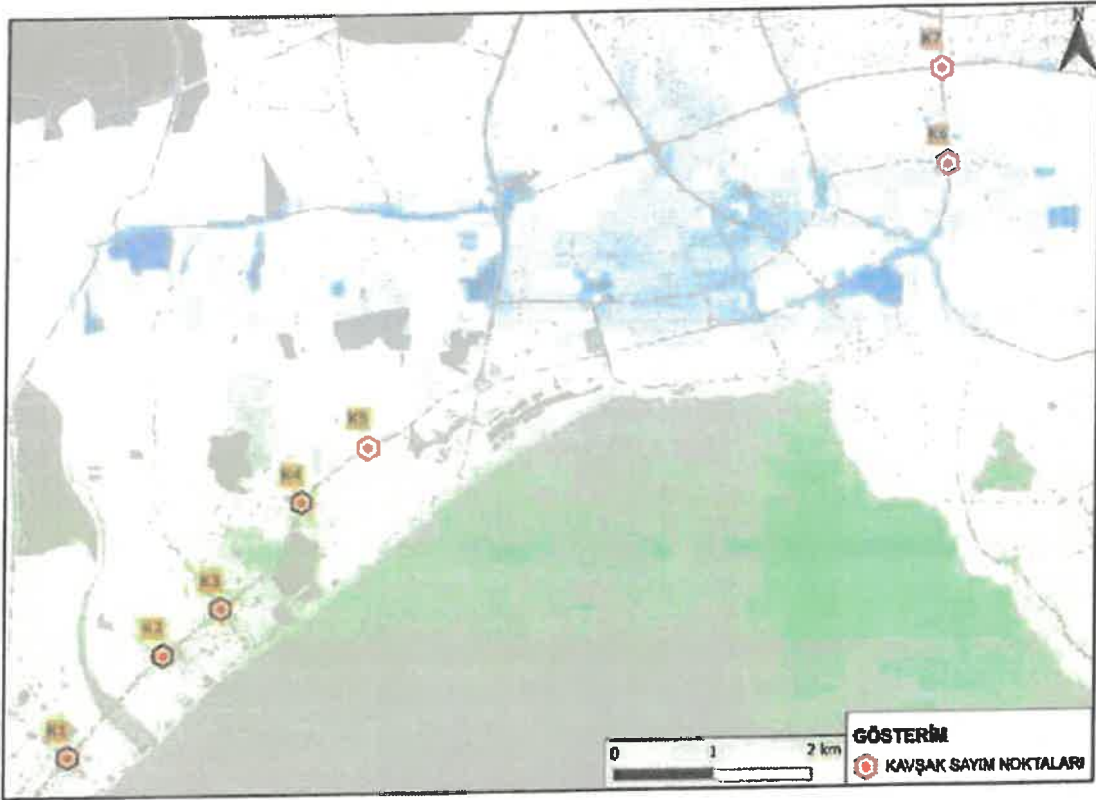 N
K7
K6
K5
K4
K3
K2
K1
0 1 2 km
GÖSTERİM
KAVŞAK SAYIM NOKTALARI